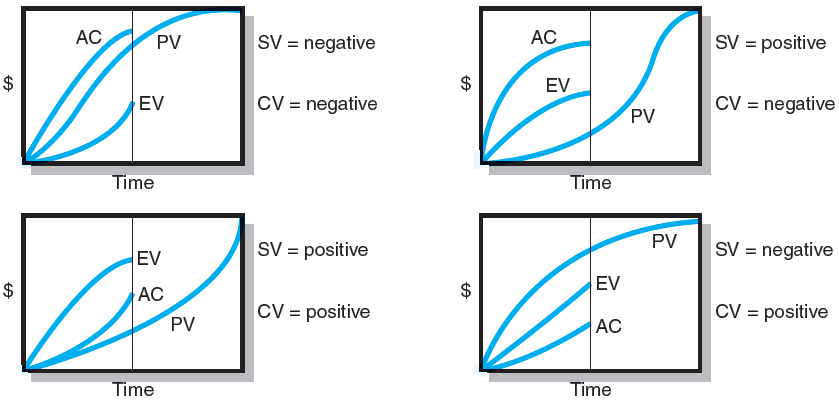 AC
PV
SV = negative
$
EV
CV = negative
Time
AC
SV = positive
$
EV
CV = negative
PV
Time
EV
SV = positive
$
AC
CV = positive
PV
Time
PV
SV = negative
$
EV
CV = positive
AC
Time